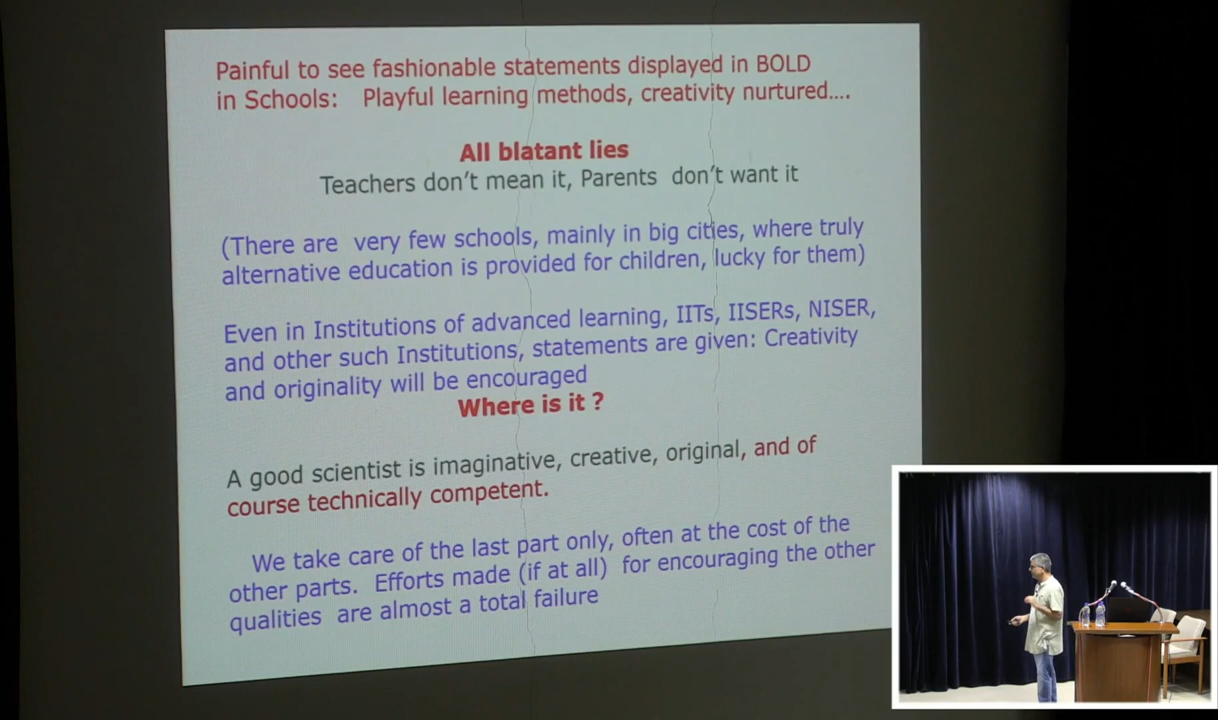 Painful to see fashionable statements displayed in BOLD
in Schools: Playful learning methods, creativity nurtured....
All blatant lies
Teachers don't mean it, Parents don't want it
(There are very few schools, mainly in big cities, where truly
alternative education is provided for children, lucky for them)
Even in Institutions of advanced learning, IITs, IISERs, NISER,
and other such Institutions, statements are given: Creativity
and originality will be encouraged
Where is it ?
A good scientist is imaginative, creative, original, and of
course technically competent.
We take care of the last part only, often at the cost of the
other parts. Efforts made (if at all) for encouraging the other
qualities are almost a total failure